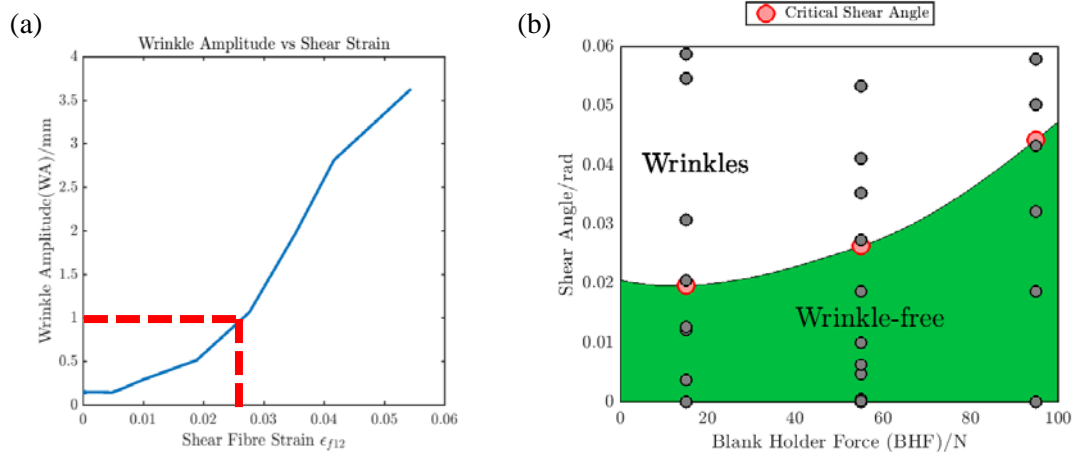 (a)
Wrinkle Amplitude vs Shear Strain
4
3.5
3
2.5
2
1.5
1
0.5
0
0
0.01
0.02
0.03
0.04
0.05
0.06
Wrinkle Amplitude(WA)/mm
Shear Fibre Strain ϵf12
(b)
Critical Shear Angle
0.06
0.05
0.04
0.03
0.02
0.01
0
0
20
40
60
80
100
Shear Angle/rad
Wrinkles
Wrinkle-free
Blank Holder Force (BHF)/N